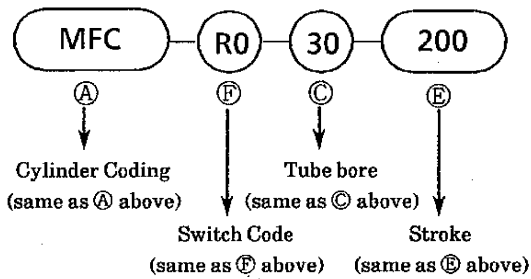 MFC R0 30 200
Ⓐ Ⓕ Ⓒ Ⓔ
Cylinder Coding
(same as Ⓐ above)
Tube bore
(same as Ⓒ above)
Switch Code
(same as Ⓕ above)
Stroke
(same as Ⓔ above)